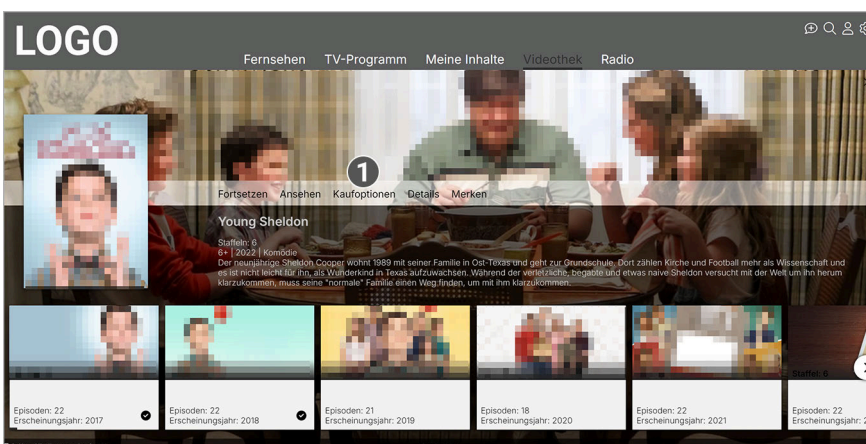 LOGO
Fernsehen TV-Programm Meine Inhalte Videothek Radio
1
Fortsetzen Ansehen Kaufoptionen Details Merken
Young Sheldon
Staffeln: 6
6+ | 2022 | Komödie
Der neunjährige Sheldon Cooper wohnt 1989 mit seiner Familie in Ost-Texas und geht zur Grundschule. Dort zählen Kirche und Football mehr als Wissenschaft und
es ist nicht leicht für ihn, als Wunderkind in Texas aufzuwachsen. Während der verletzliche, begabte und etwas naive Sheldon versucht mit der Welt um ihn herum
klarzukommen, muss seine "normale" Familie einen Weg finden, um mit ihm klarzukommen.
Staffel: 6
Episoden: 22 Episoden: 22 Episoden: 21 Episoden: 18 Episoden: 22 Episoden: 22
Erscheinungsjahr: 2017 Erscheinungsjahr: 2018 Erscheinungsjahr: 2019 Erscheinungsjahr: 2020 Erscheinungsjahr: 2021 Erscheinungsjahr: